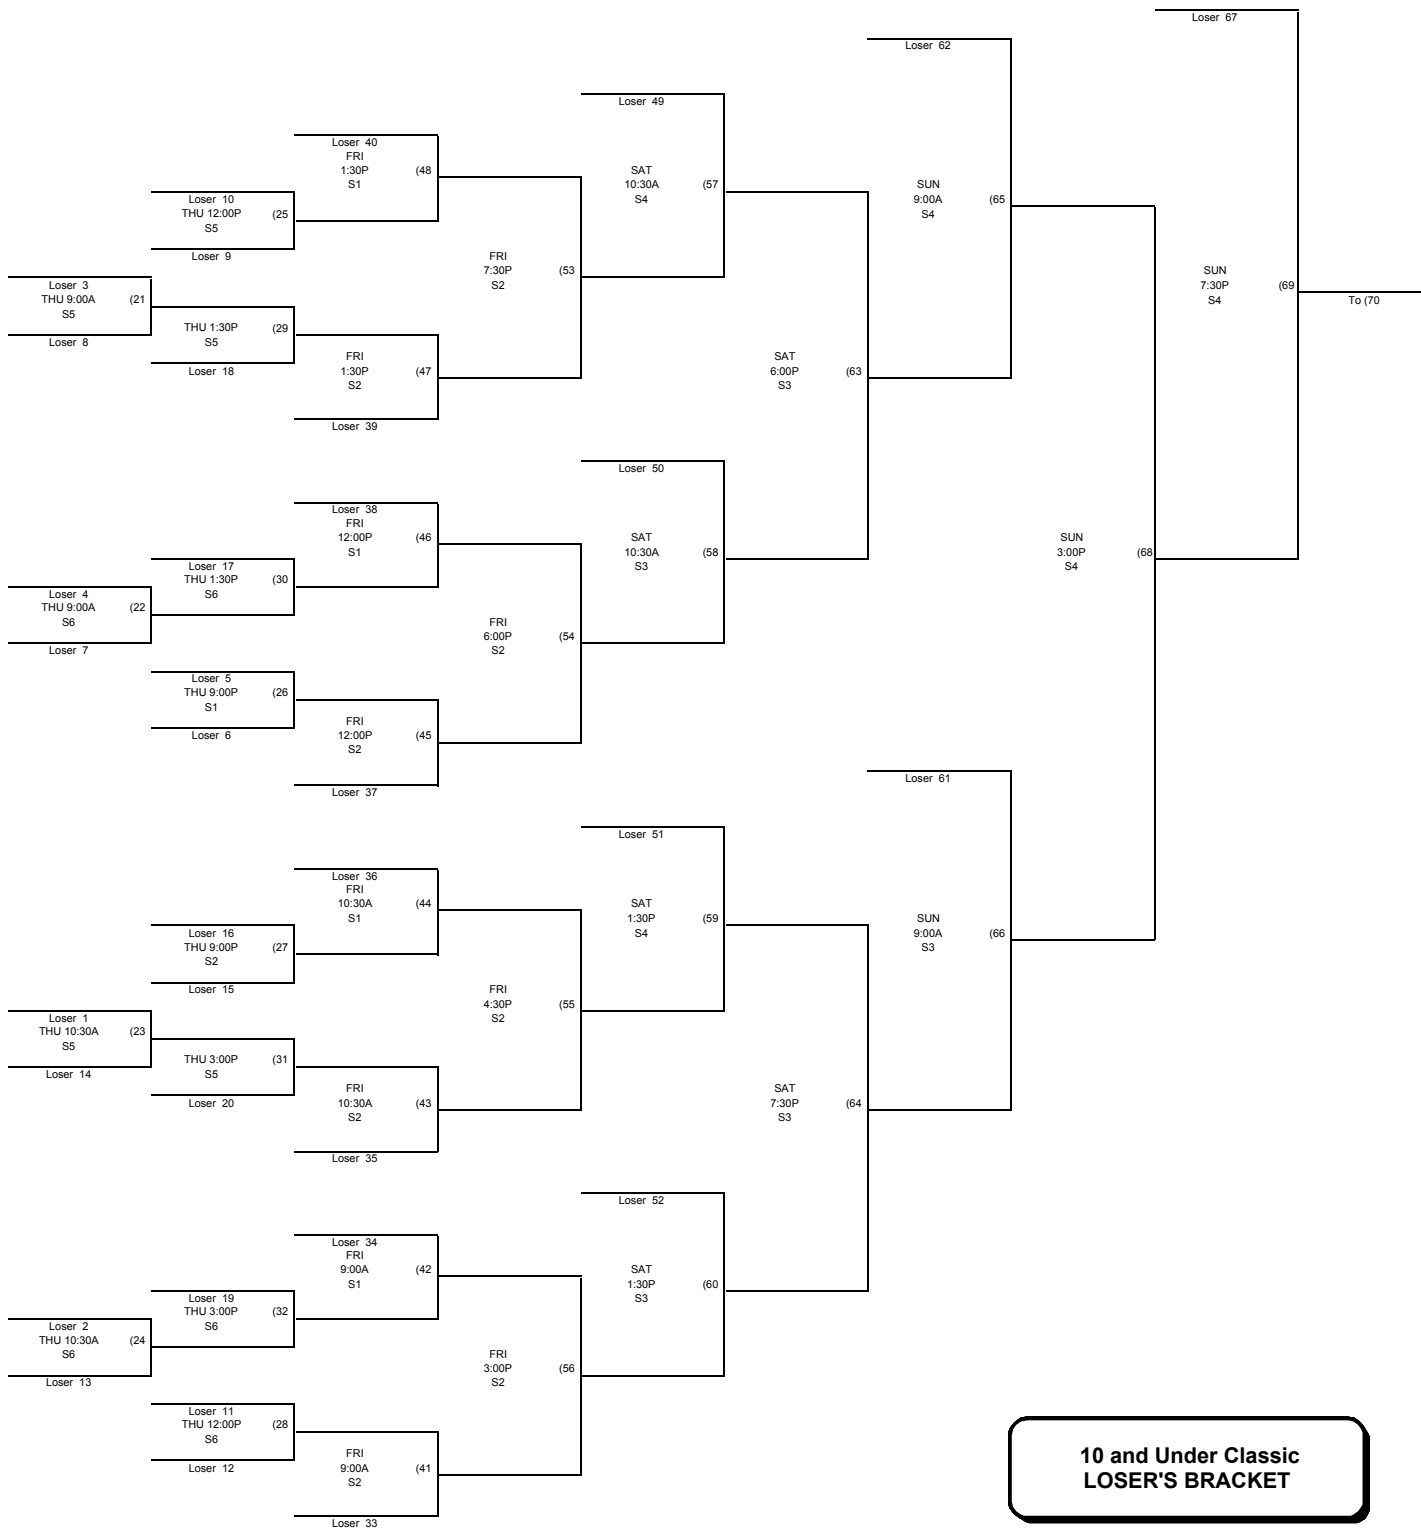 Loser 67
Loser 62
Loser 49
Loser 40
FRI
1:30P (48
S1
SAT
10:30A (57
S4
SUN
9:00A (65
S4
Loser 10
THU 12:00P (25
S5
Loser 9
FRI
7:30P (53
S2
SUN
7:30P (69
S4
To (70
Loser 3
THU 9:00A (21
S5
Loser 8
THU 1:30P (29
S5
Loser 18
FRI
1:30P (47
S2
Loser 39
SAT
6:00P (63
S3
Loser 50
Loser 38
FRI
12:00P (46
S1
SAT
10:30A (58
S3
SUN
3:00P (68
S4
Loser 17
THU 1:30P (30
S6
Loser 4
THU 9:00A (22
S6
Loser 7
FRI
6:00P (54
S2
Loser 5
THU 9:00P (26
S1
Loser 6
FRI
12:00P (45
S2
Loser 37
Loser 61
Loser 51
Loser 36
FRI
10:30A (44
S1
SAT
1:30P (59
S4
SUN
9:00A (66
S3
Loser 16
THU 9:00P (27
S2
Loser 15
FRI
4:30P (55
S2
Loser 1
THU 10:30A (23
S5
Loser 14
THU 3:00P (31
S5
Loser 20
FRI
10:30A (43
S2
Loser 35
SAT
7:30P (64
S3
Loser 52
Loser 34
FRI
9:00A (42
S1
SAT
1:30P (60
S3
Loser 19
THU 3:00P (32
S6
Loser 2
THU 10:30A (24
S6
Loser 13
FRI
3:00P (56
S2
Loser 11
THU 12:00P (28
S6
Loser 12
FRI
9:00A (41
S2
Loser 33
10 and Under Classic
LOSER'S BRACKET